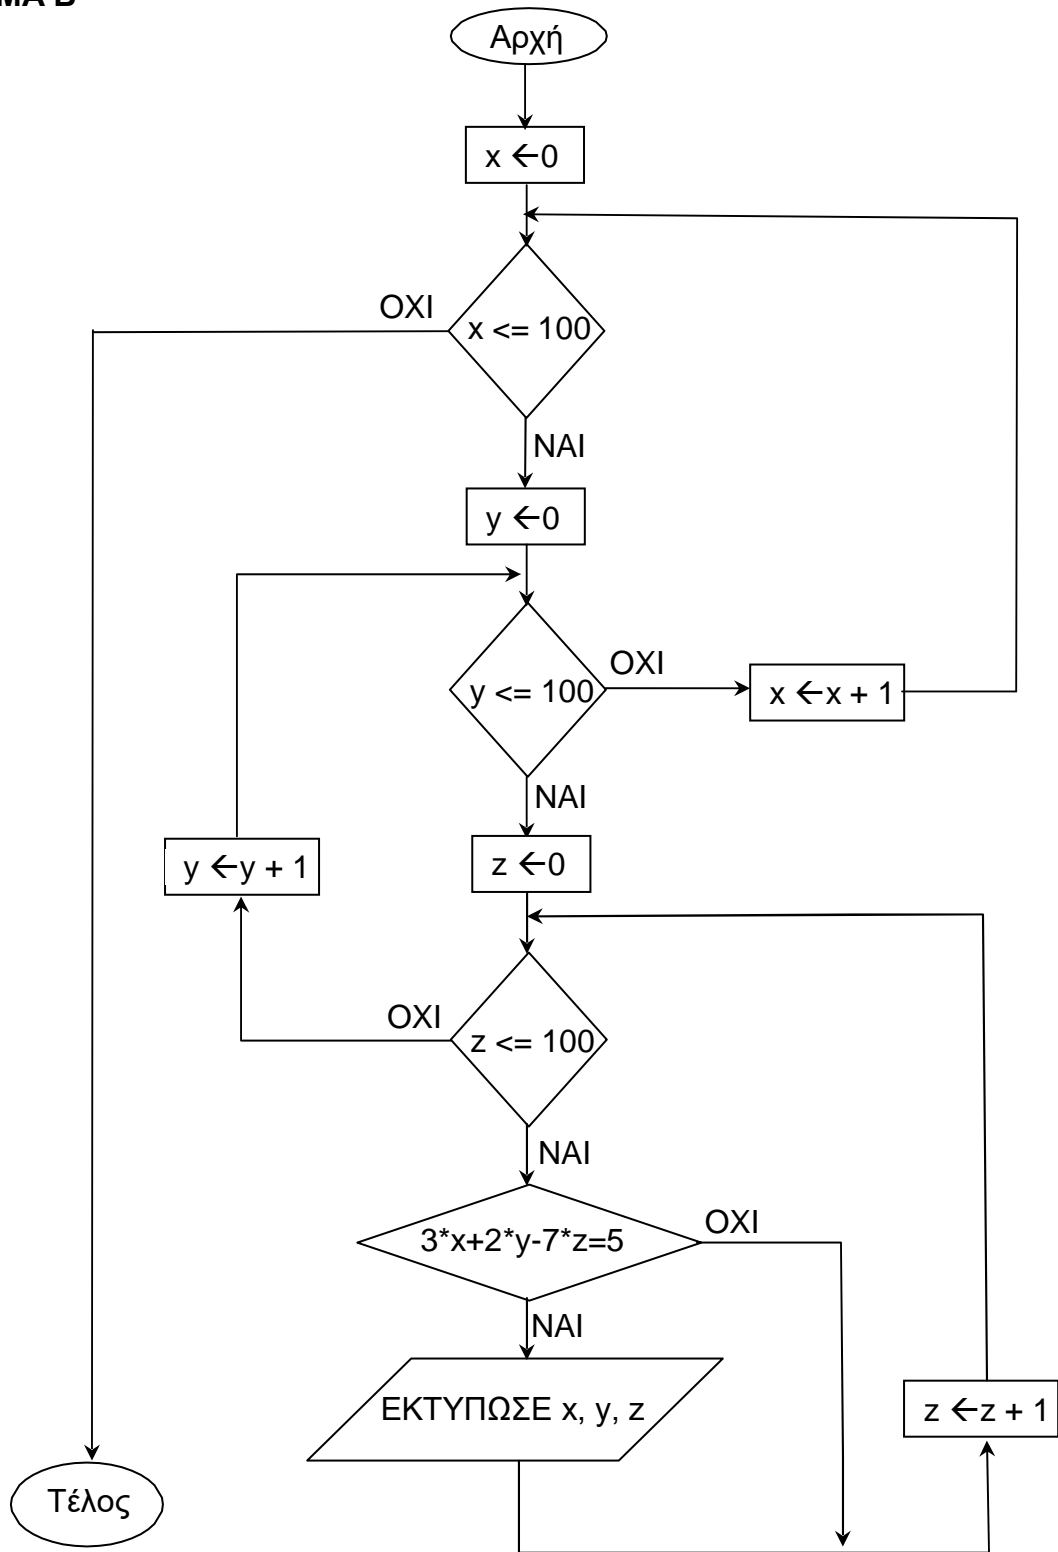 Αρχή
x ←0
ΟΧΙ
x <= 100
ΝΑΙ
y ←0
ΟΧΙ
y <= 100
x ←x + 1
ΝΑΙ
z ←0
y ←y + 1
ΟΧΙ
z <= 100
ΝΑΙ
ΟΧΙ
3*x+2*y-7*z=5
ΝΑΙ
ΕΚΤΥΠΩΣΕ x, y, z
z ←z + 1
Τέλος